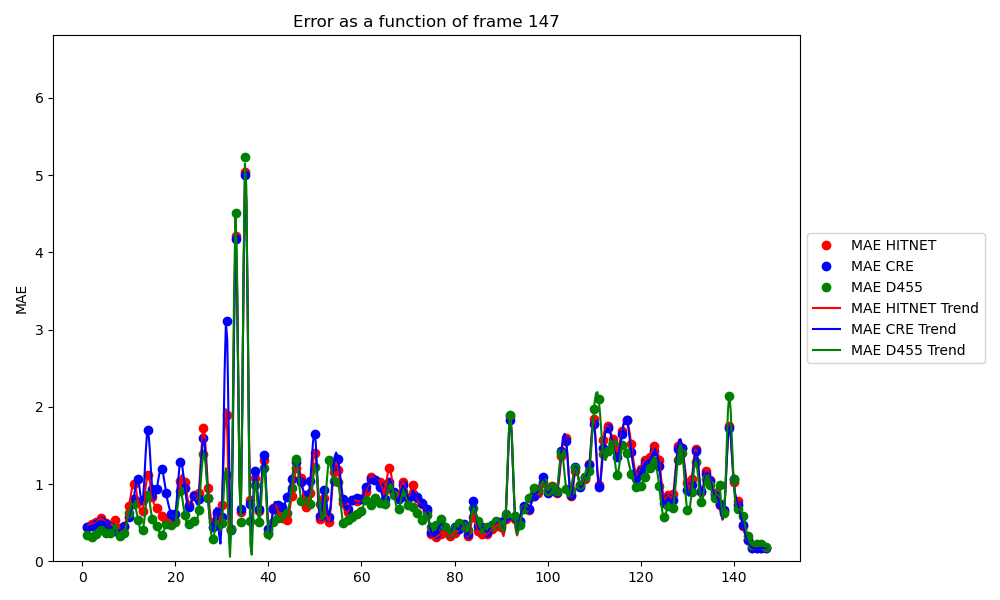 Error as a function of frame 147
MAE
6
5
4
3
2
1
0
0 20 40 60 80 100 120 140
MAE HITNET
MAE CRE
MAE D455
MAE HITNET Trend
MAE CRE Trend
MAE D455 Trend